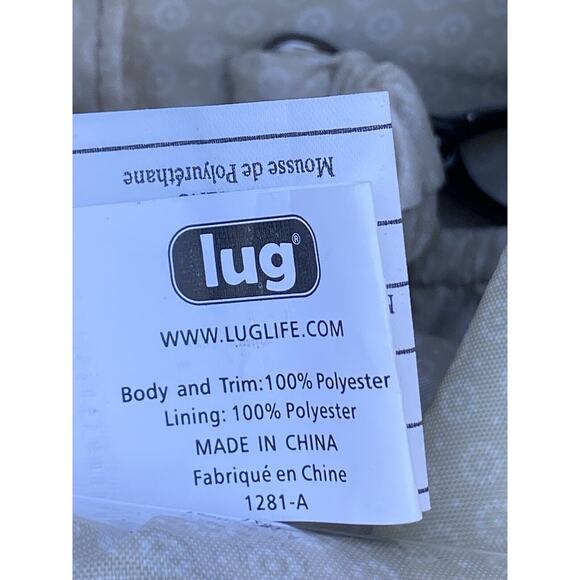 Mousse de Polyuréthane
lug®
WWW.LUGLIFE.COM
Body and Trim:100% Polyester
Lining: 100% Polyester
MADE IN CHINA
Fabriqué en Chine
1281-A